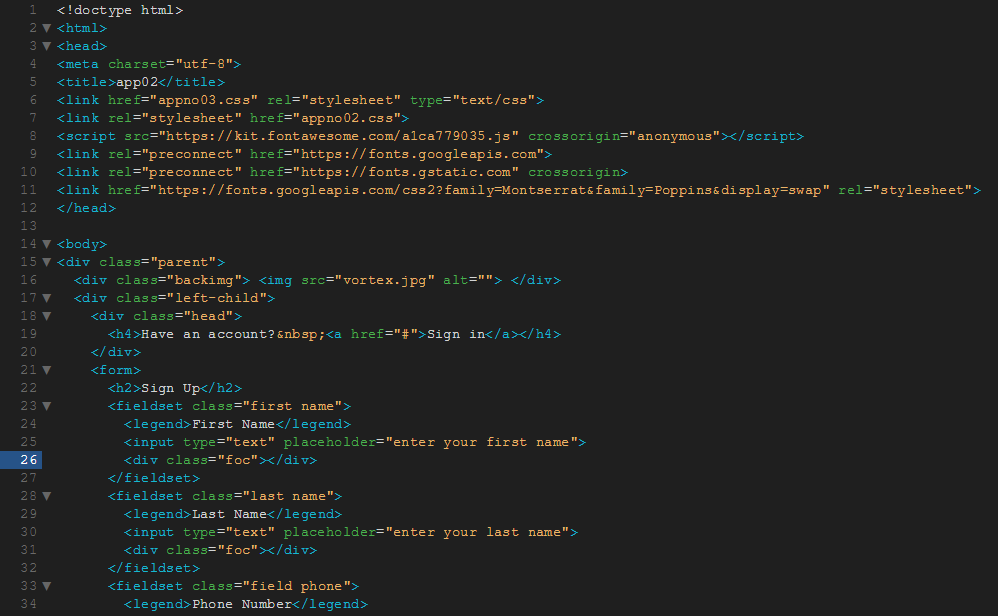 1 <!doctype html>
2 <html>
3 <head>
4 <meta charset="utf-8">
5 <title>app02</title>
6 <link href="appno03.css" rel="stylesheet" type="text/css">
7 <link rel="stylesheet" href="appno02.css">
8 <script src="https://kit.fontawesome.com/a1ca779035.js" crossorigin="anonymous"></script>
9 <link rel="preconnect" href="https://fonts.googleapis.com">
10 <link rel="preconnect" href="https://fonts.gstatic.com" crossorigin>
11 <link href="https://fonts.googleapis.com/css2?family=Montserrat&family=Poppins&display=swap" rel="stylesheet">
12 </head>
13
14 <body>
15 <div class="parent">
16 <div class="backimg"> <img src="vortex.jpg" alt=""> </div>
17 <div class="left-child">
18 <div class="head">
19 <h4>Have an account?&nbsp;<a href="#">Sign in</a></h4>
20 </div>
21 <form>
22 <h2>Sign Up</h2>
23 <fieldset class="first name">
24 <legend>First Name</legend>
25 <input type="text" placeholder="enter your first name">
26 <div class="foc"></div>
27 </fieldset>
28 <fieldset class="last name">
29 <legend>Last Name</legend>
30 <input type="text" placeholder="enter your last name">
31 <div class="foc"></div>
32 </fieldset>
33 <fieldset class="field phone">
34 <legend>Phone Number</legend>